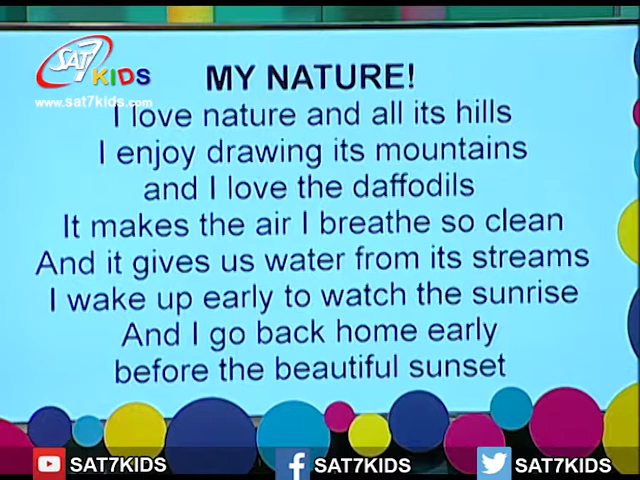 SAT7
KIDS
www.sat7kids.com
MY NATURE!
I love nature and all its hills
I enjoy drawing its mountains
and I love the daffodils
It makes the air I breathe so clean
And it gives us water from its streams
I wake up early to watch the sunrise
And I go back home early
before the beautiful sunset
SAT7KIDS
SAT7KIDS
SAT7KIDS